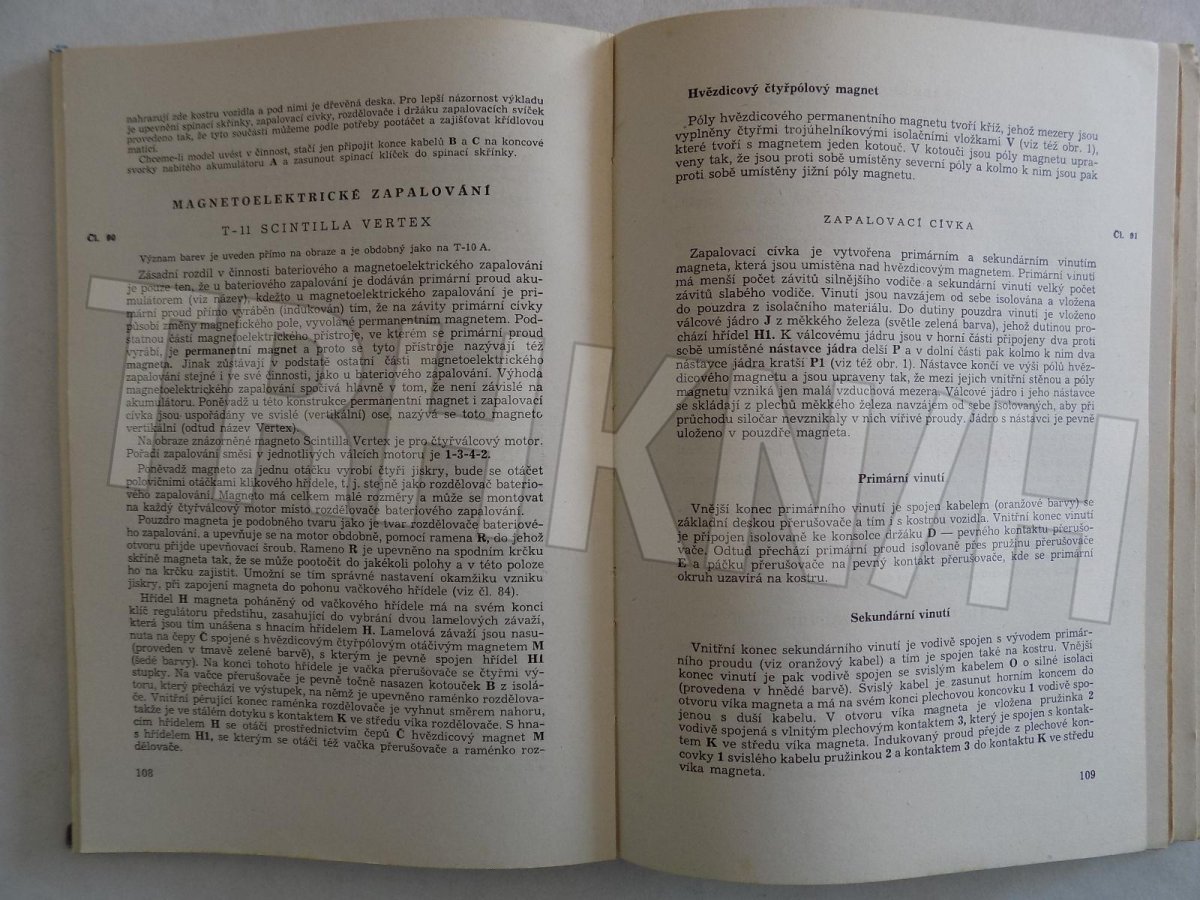 nahrazují zde kostru vozidla a pod nimi je dřevěná deska. Pro lepší názornost výkladu
je upevnění spínací skřínky, zapalovací cívky, rozdělovače i držáku zapalovacích svíček
provedeno tak, že tyto součásti můžeme podle potřeby pootáčet a zajišťovat křídlovou
maticí.
Chceme-li model uvést v činnost, stačí jen připojit konce kabelů B a C na koncové
svorky nabitého akumulátoru A a zasunout spínací klíček do spínací skřínky.
MAGNETOELEKTRICKÉ ZAPALOVÁNÍ
T-11 SCINTILLA VERTEX
Čl. 90
Význam barev je uveden přímo na obraze a je obdobný jako na T-10 A.
Zásadní rozdíl v činnosti bateriového a magnetoelektrického zapalování
je pouze ten, že u bateriového zapalování je dodáván primární proud aku-
mulátorem (viz název), kdežto u magnetoelektrického zapalování je pri-
mární proud přímo vyráběn (indukován) tím, že na závity primární cívky
působí změny magnetického pole, vyvolané permanentním magnetem. Pod-
statnou částí magnetoelektrického přístroje, ve kterém se primární proud
vyrábí, je permanentní magnet a proto se tyto přístroje nazývají též
magneta. Jinak zůstávají v podstatě ostatní části magnetoelektrického
zapalování stejné i ve své činnosti, jako u bateriového zapalování. Výhoda
magnetoelektrického zapalování spočívá hlavně v tom, že není závislé na
akumulátoru. Poněvadž u této konstrukce permanentní magnet i zapalovací
cívka jsou uspořádány ve svislé (vertikální) ose, nazývá se toto magneto
vertikální (odtud název Vertex).
Na obraze znázorněné magneto Scintilla Vertex je pro čtyřválcový motor.
Pořadí zapalování směsi v jednotlivých válcích motoru je 1-3-4-2.
Poněvadž magneto za jednu otáčku vyrobí čtyři jiskry, bude se otáčet
polovičními otáčkami klikového hřídele, t. j. stejně jako rozdělovač baterio-
vého zapalování. Magneto má celkem malé rozměry a může se montovat
na každý čtyřválcový motor místo rozdělovače bateriového zapalování.
Pouzdro magneta je podobného tvaru jako je tvar rozdělovače bateriové-
ho zapalování, a upevňuje se na motor obdobně, pomocí ramena R, do jehož
otvoru přijde upevňovací šroub. Rameno R je upevněno na spodním krčku
skříně magneta tak, že se může pootočit do jakékoli polohy a v této poloze
ho na krčku zajistit. Umožní se tím správné nastavení okamžiku vzniku
jiskry, při zapojení magneta do pohonu vačkového hřídele (viz čl. 84).
Hřídel H magneta poháněný od vačkového hřídele má na svém konci
klíč regulátoru předstihu, zasahující do vybrání dvou lamelových závaží,
která jsou tím unášena s hnacím hřídelem H. Lamelová závaží jsou nasu-
nuta na čepy Č spojené s hvězdicovým čtyřpólovým otáčivým magnetem M
(proveden v tmavě zelené barvě), s kterým je pevně spojen hřídel H1
(šedé barvy). Na konci tohoto hřídele je vačka přerušovače se čtyřmi vý-
stupky. Na vačce přerušovače je pevně točně nasazen kotouček B z isolá-
toru, který přechází ve výstupek, na němž je upevněno raménko rozdělova-
če. Vnitřní pérující konec raménka rozdělovače je vyhnut směrem nahoru,
takže je ve stálém dotyku s kontaktem K ve středu víka rozdělovače. S hna-
cím hřídelem H se otáčí prostřednictvím čepů Č hvězdicový magnet M
s hřídelem H1, se kterým se otáčí též vačka přerušovače a raménko roz-
dělovače.
108
Hvězdicový čtyřpólový magnet
Póly hvězdicového permanentního magnetu tvoří kříž, jehož mezery jsou
vyplněny čtyřmi trojúhelníkovými isolačními vložkami V (viz též obr. 1),
které tvoří s magnetem jeden kotouč. V kotouči jsou póly magnetu upra-
veny tak, že jsou proti sobě umístěny severní póly a kolmo k nim jsou pak
proti sobě umístěny jižní póly magnetu.
ZAPALOVACÍ CÍVKA
Čl. 91
Zapalovací cívka je vytvořena primárním a sekundárním vinutím
magneta, která jsou umístěna nad hvězdicovým magnetem. Primární vinutí
má menší počet závitů silnějšího vodiče a sekundární vinutí velký počet
závitů slabého vodiče. Vinutí jsou navzájem od sebe isolována a vložena
do pouzdra z isolačního materiálu. Do dutiny pouzdra vinutí je vloženo
válcové jádro J z měkkého železa (světle zelená barva), jehož dutinou pro-
chází hřídel H1. K válcovému jádru jsou v horní části připojeny dva proti
sobě umístěné nástavce jádra delší P a v dolní části pak kolmo k nim dva
nástavce jádra kratší P1 (viz též obr. 1). Nástavce končí ve výši pólů hvěz-
dicového magnetu a jsou upraveny tak, že mezi jejich vnitřní stěnou a póly
magnetu vzniká jen malá vzduchová mezera. Válcové jádro i jeho nástavce
se skládají z plechů měkkého železa navzájem od sebe isolovaných, aby při
průchodu siločar nevznikaly v nich vířivé proudy. Jádro s nástavci je pevně
uloženo v pouzdře magneta.
Primární vinutí
Vnější konec primárního vinutí je spojen kabelem (oranžové barvy) se
základní deskou přerušovače a tím i s kostrou vozidla. Vnitřní konec vinutí
je připojen isolovaně ke konsolce držáku D — pevného kontaktu přerušo-
vače. Odtud přechází primární proud isolovaně přes pružinu přerušovače
E a páčku přerušovače na pevný kontakt přerušovače, kde se primární
okruh uzavírá na kostru.
Sekundární vinutí
Vnitřní konec sekundárního vinutí je vodivě spojen s vývodem primár-
ního proudu (viz oranžový kabel) a tím je spojen také na kostru. Vnější
konec vinutí je pak vodivě spojen se svislým kabelem O o silné isolaci
(provedena v hnědé barvě). Svislý kabel je zasunut horním koncem do
otvoru víka magneta a má na svém konci plechovou koncovku 1 vodivě spo-
jenou s duší kabelu. V otvoru víka magneta je vložena pružinka 2
vodivě spojená s vlnitým plechovým kontaktem 3, který je spojen s kontak-
tem K ve středu víka magneta. Indukovaný proud přejde z plechové kon-
covky 1 svislého kabelu pružinkou 2 a kontaktem 3 do kontaktu K ve středu
víka magneta.
109